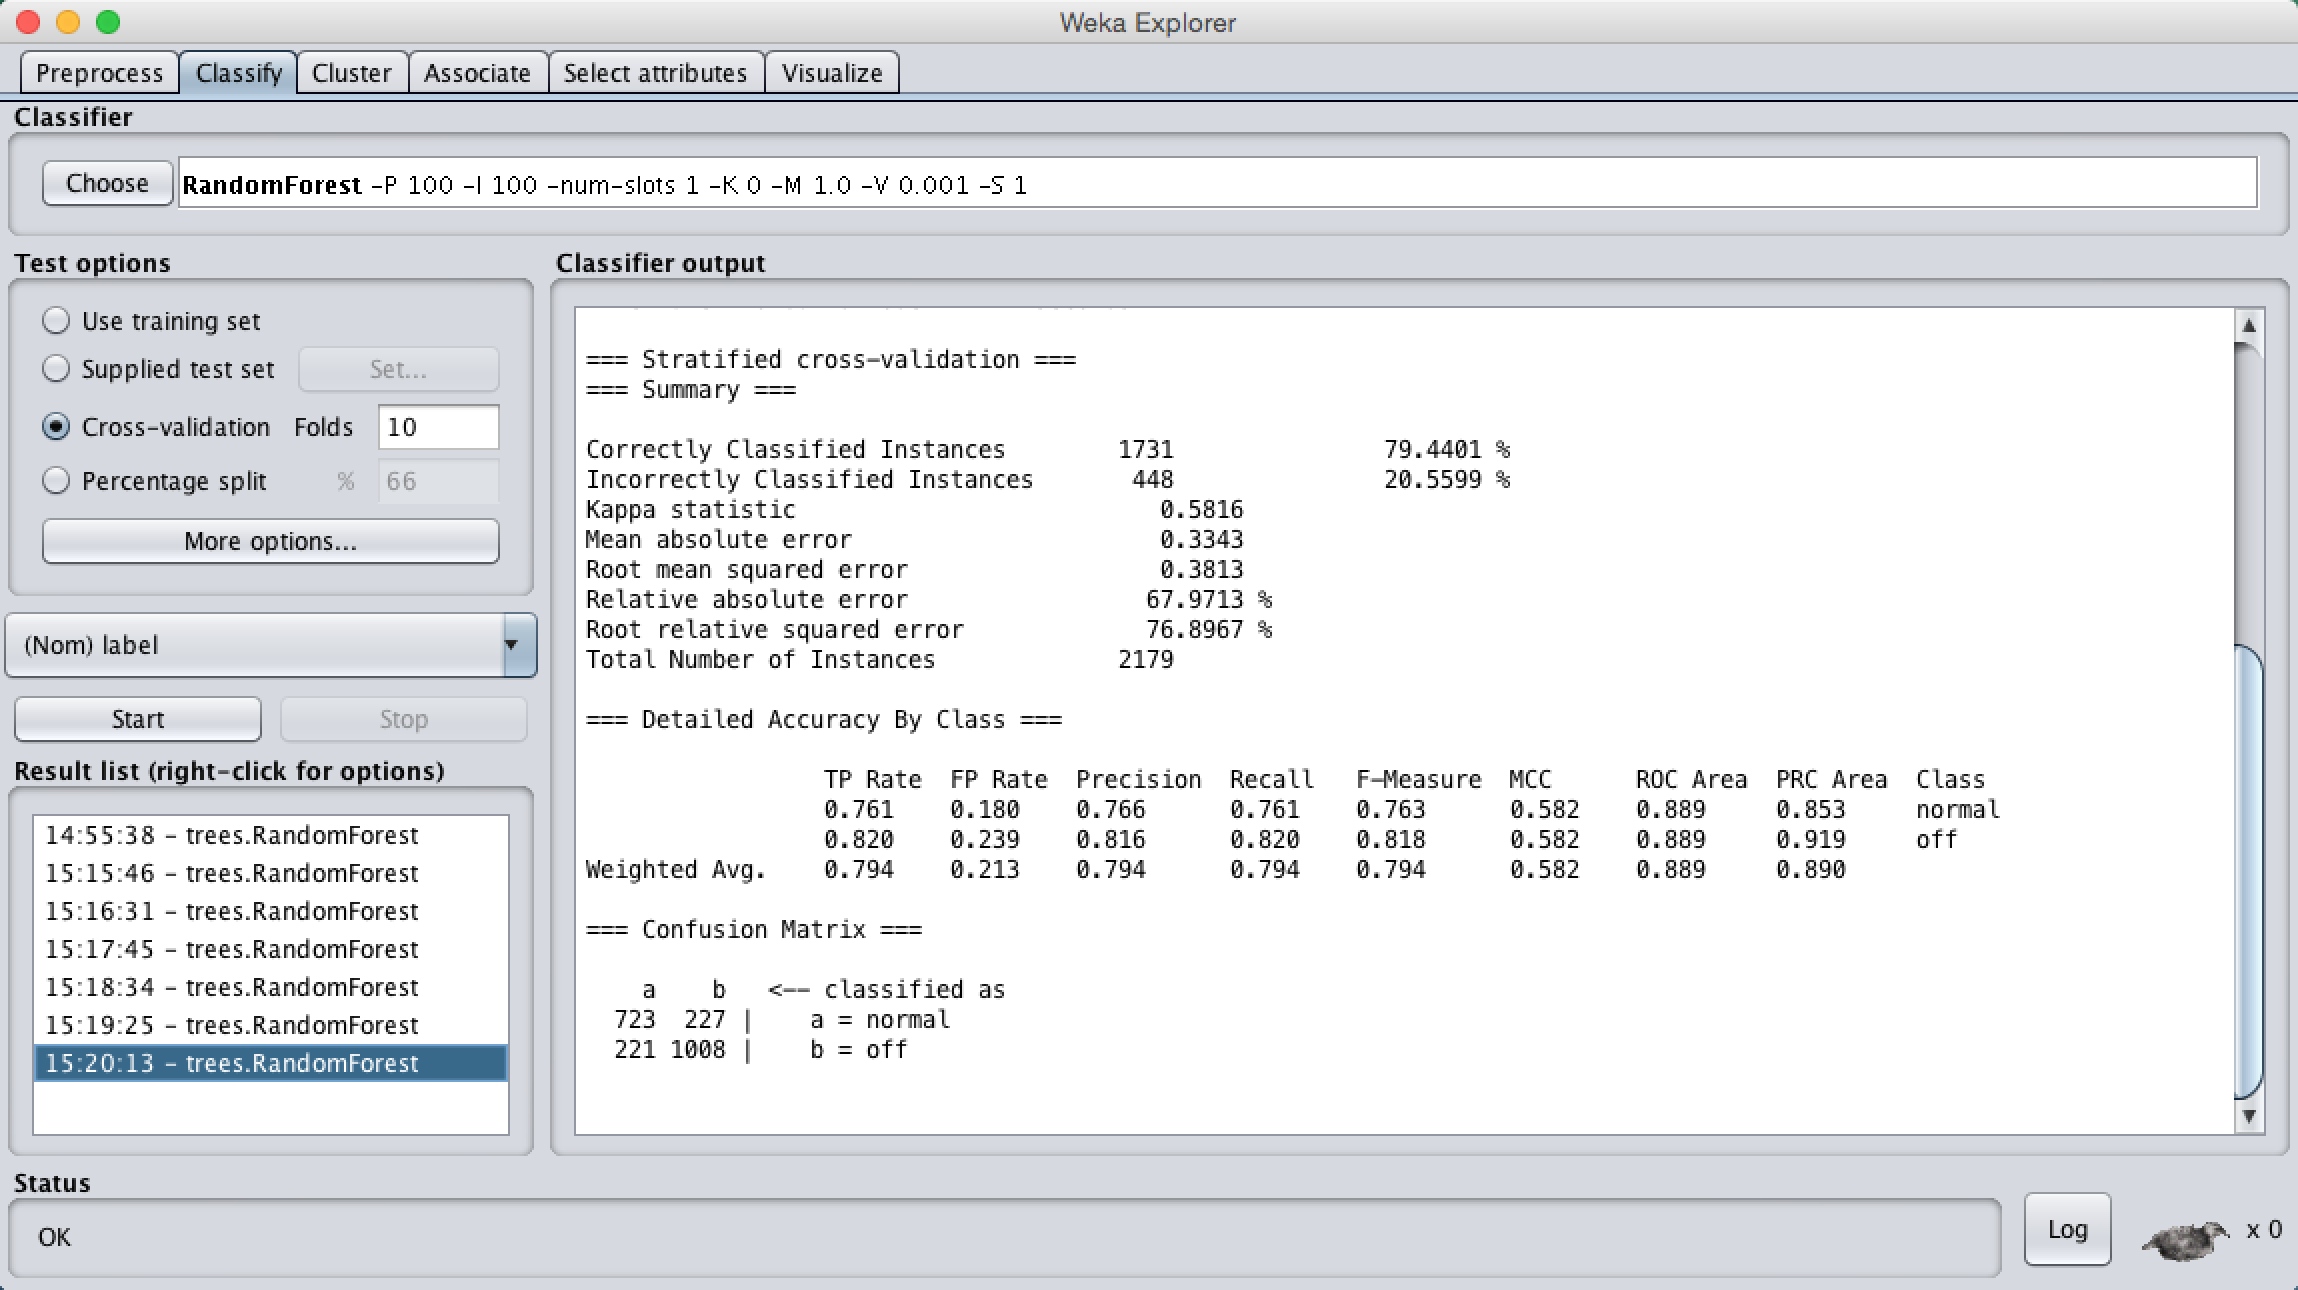 Weka Explorer
Preprocess Classify Cluster Associate Select attributes Visualize
Classifier
Choose RandomForest -P 100 -I 100 -num-slots 1 -K 0 -M 1.0 -V 0.001 -S 1
Test options
Use training set
Supplied test set Set...
Cross-validation Folds 10
Percentage split % 66
More options...
(Nom) label
Start Stop
Result list (right-click for options)
14:55:38 - trees.RandomForest
15:15:46 - trees.RandomForest
15:16:31 - trees.RandomForest
15:17:45 - trees.RandomForest
15:18:34 - trees.RandomForest
15:19:25 - trees.RandomForest
15:20:13 - trees.RandomForest
Classifier output
=== Stratified cross-validation ===
=== Summary ===
Correctly Classified Instances 1731 79.4401 %
Incorrectly Classified Instances 448 20.5599 %
Kappa statistic 0.5816
Mean absolute error 0.3343
Root mean squared error 0.3813
Relative absolute error 67.9713 %
Root relative squared error 76.8967 %
Total Number of Instances 2179
=== Detailed Accuracy By Class ===
TP Rate FP Rate Precision Recall F-Measure MCC ROC Area PRC Area Class
0.761 0.180 0.766 0.761 0.763 0.582 0.889 0.853 normal
0.820 0.239 0.816 0.820 0.818 0.582 0.889 0.919 off
Weighted Avg. 0.794 0.213 0.794 0.794 0.794 0.582 0.889 0.890
=== Confusion Matrix ===
a b <-- classified as
723 227 | a = normal
221 1008 | b = off
Status
OK
Log x 0